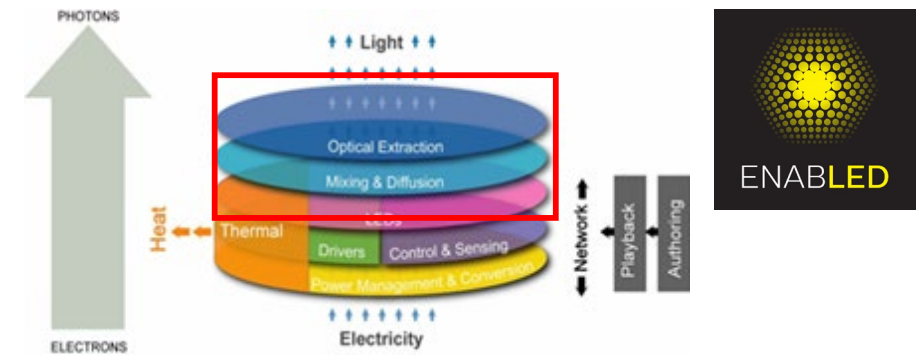 PHOTONS
Light
Optical Extraction
Mixing & Diffusion
LEDs
Heat
Thermal
Drivers
Control & Sensing
Power Management & Conversion
Network
Playback
Authoring
Electricity
ELECTRONS
ENABLED